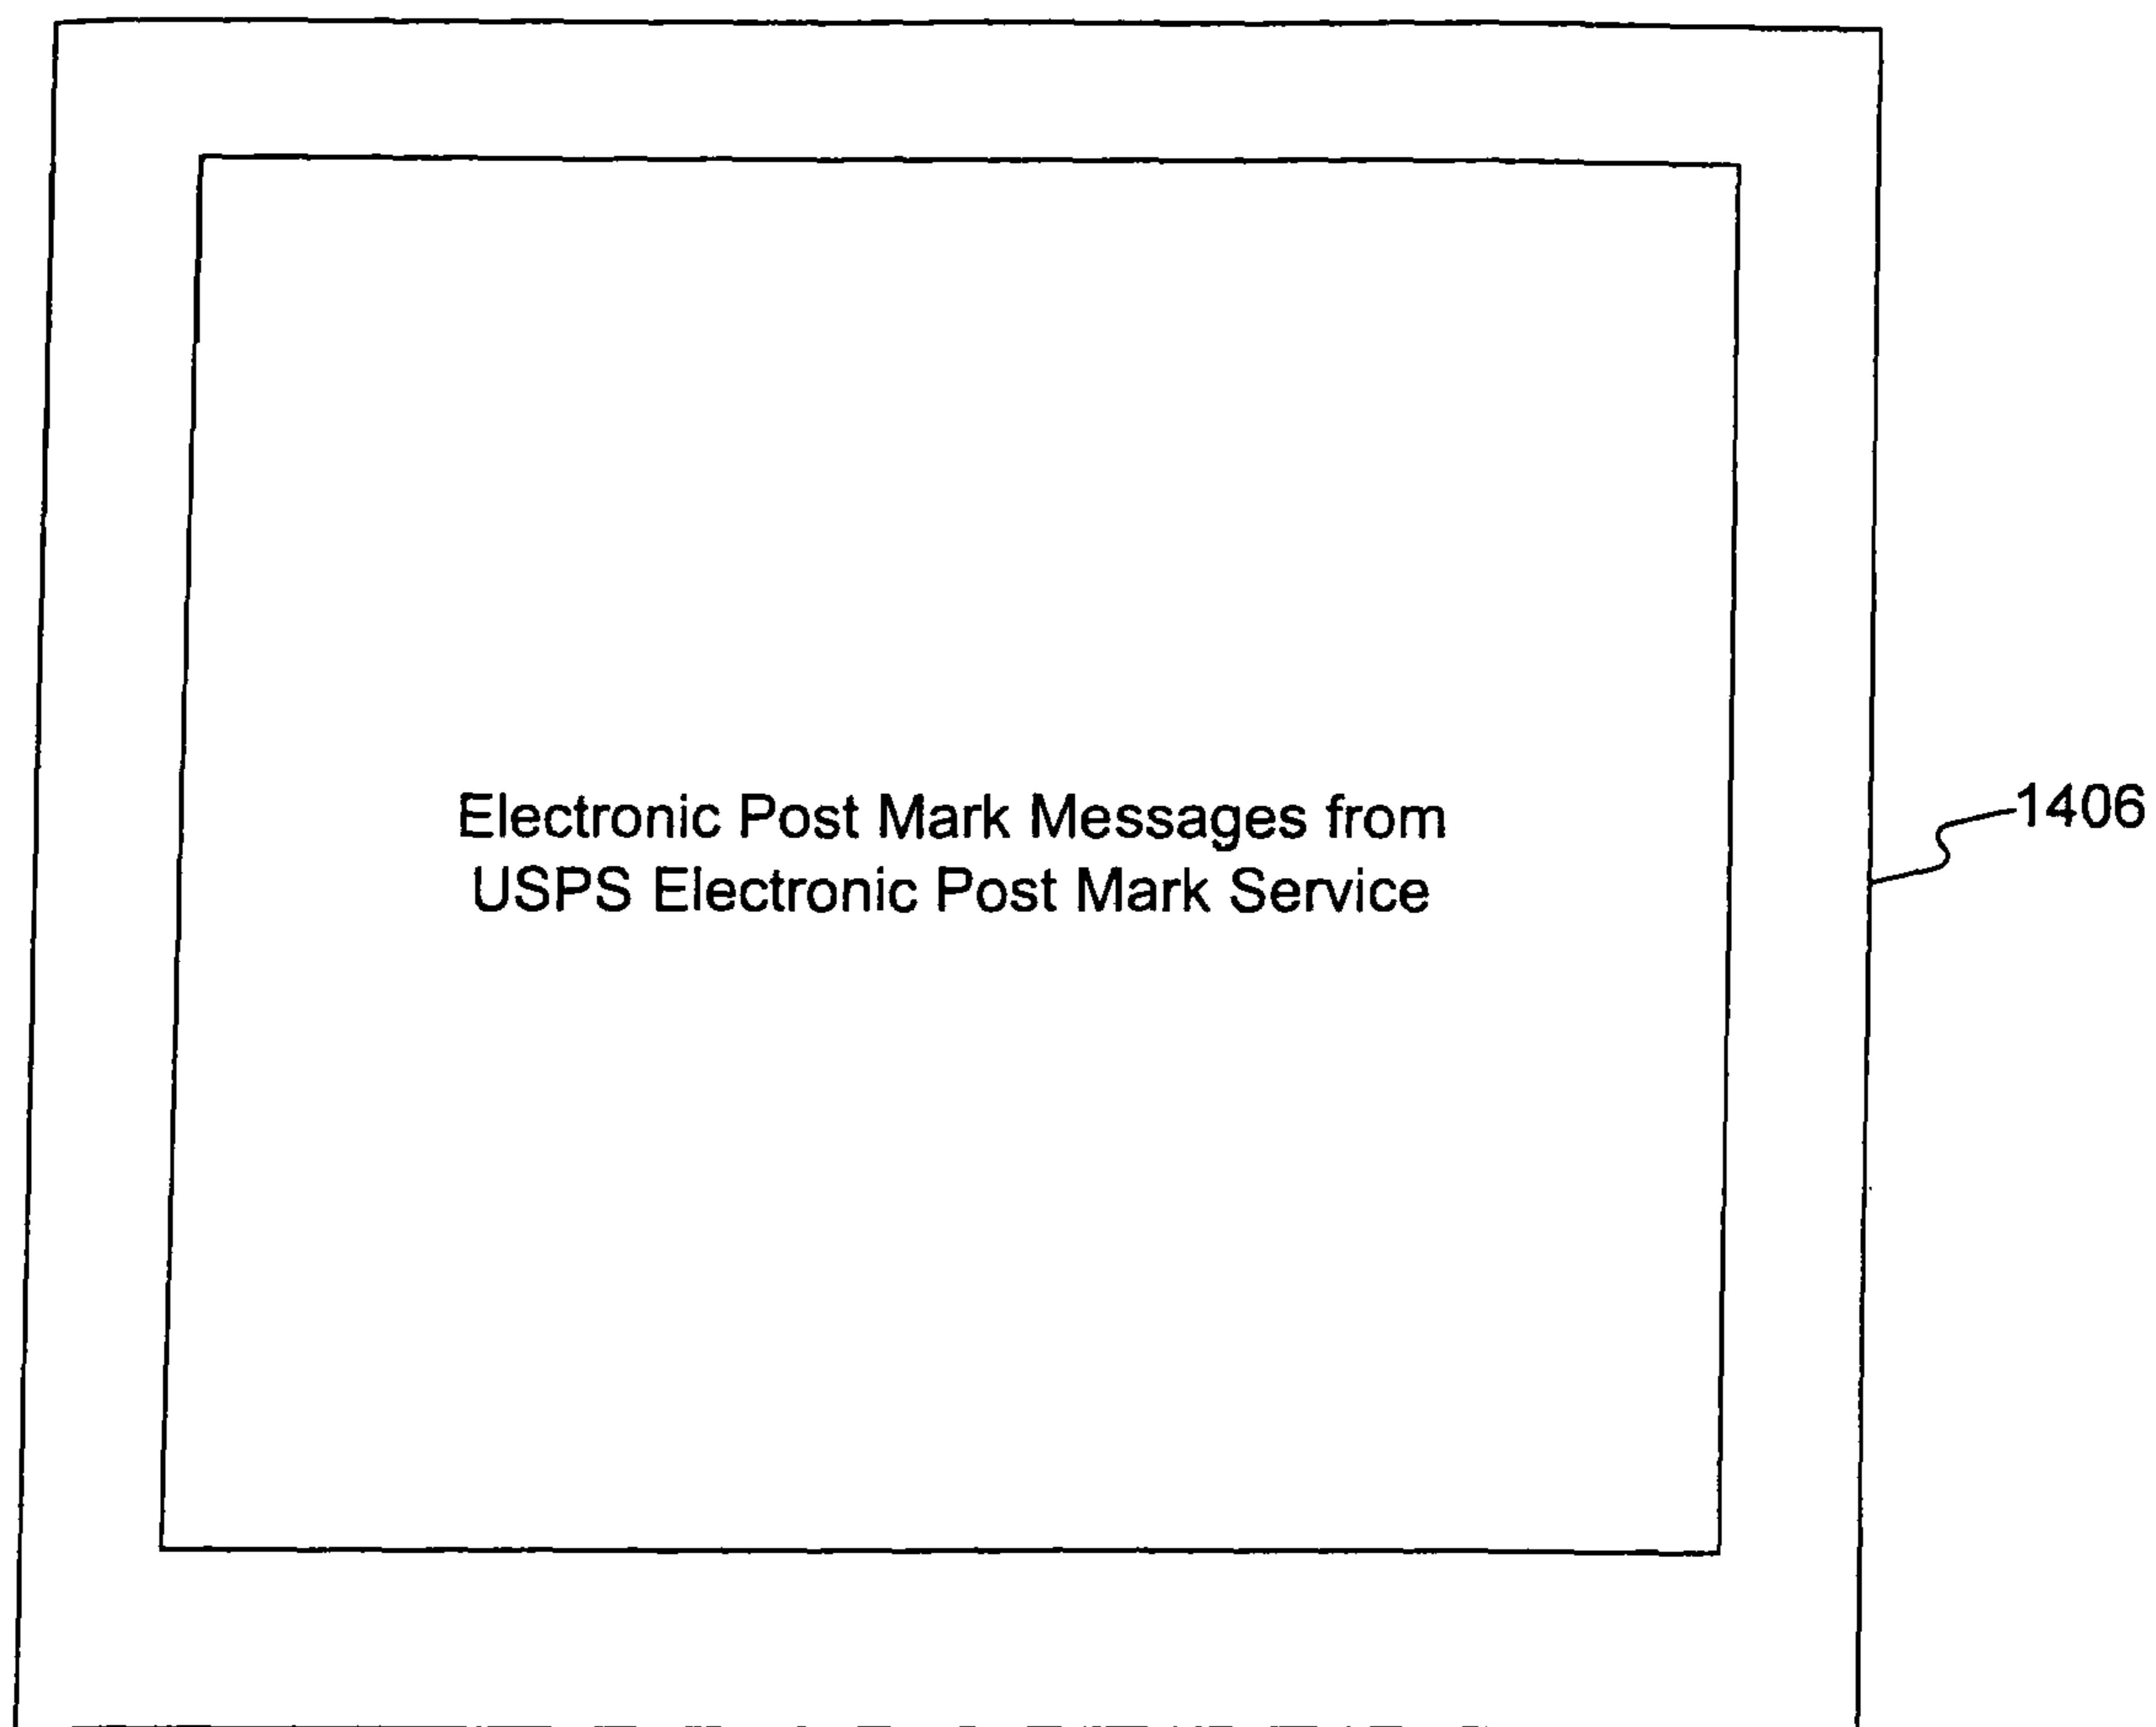 Electronic Post Mark Messages from
USPS Electronic Post Mark Service
1406